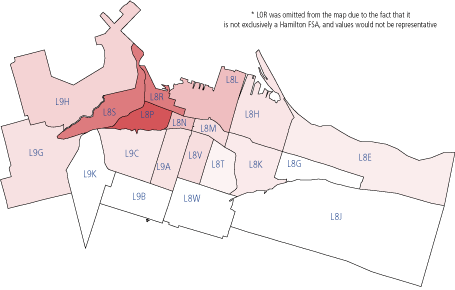 * L0R was omitted from the map due to the fact that it
is not exclusively a Hamilton FSA, and values would not be representative
L9H
L8S
L8R
L8P
L8L
L8N
L8M
L8H
L9G
L9K
L9C
L9A
L8V
L8T
L8K
L8G
L8E
L9B
L8W
L8J